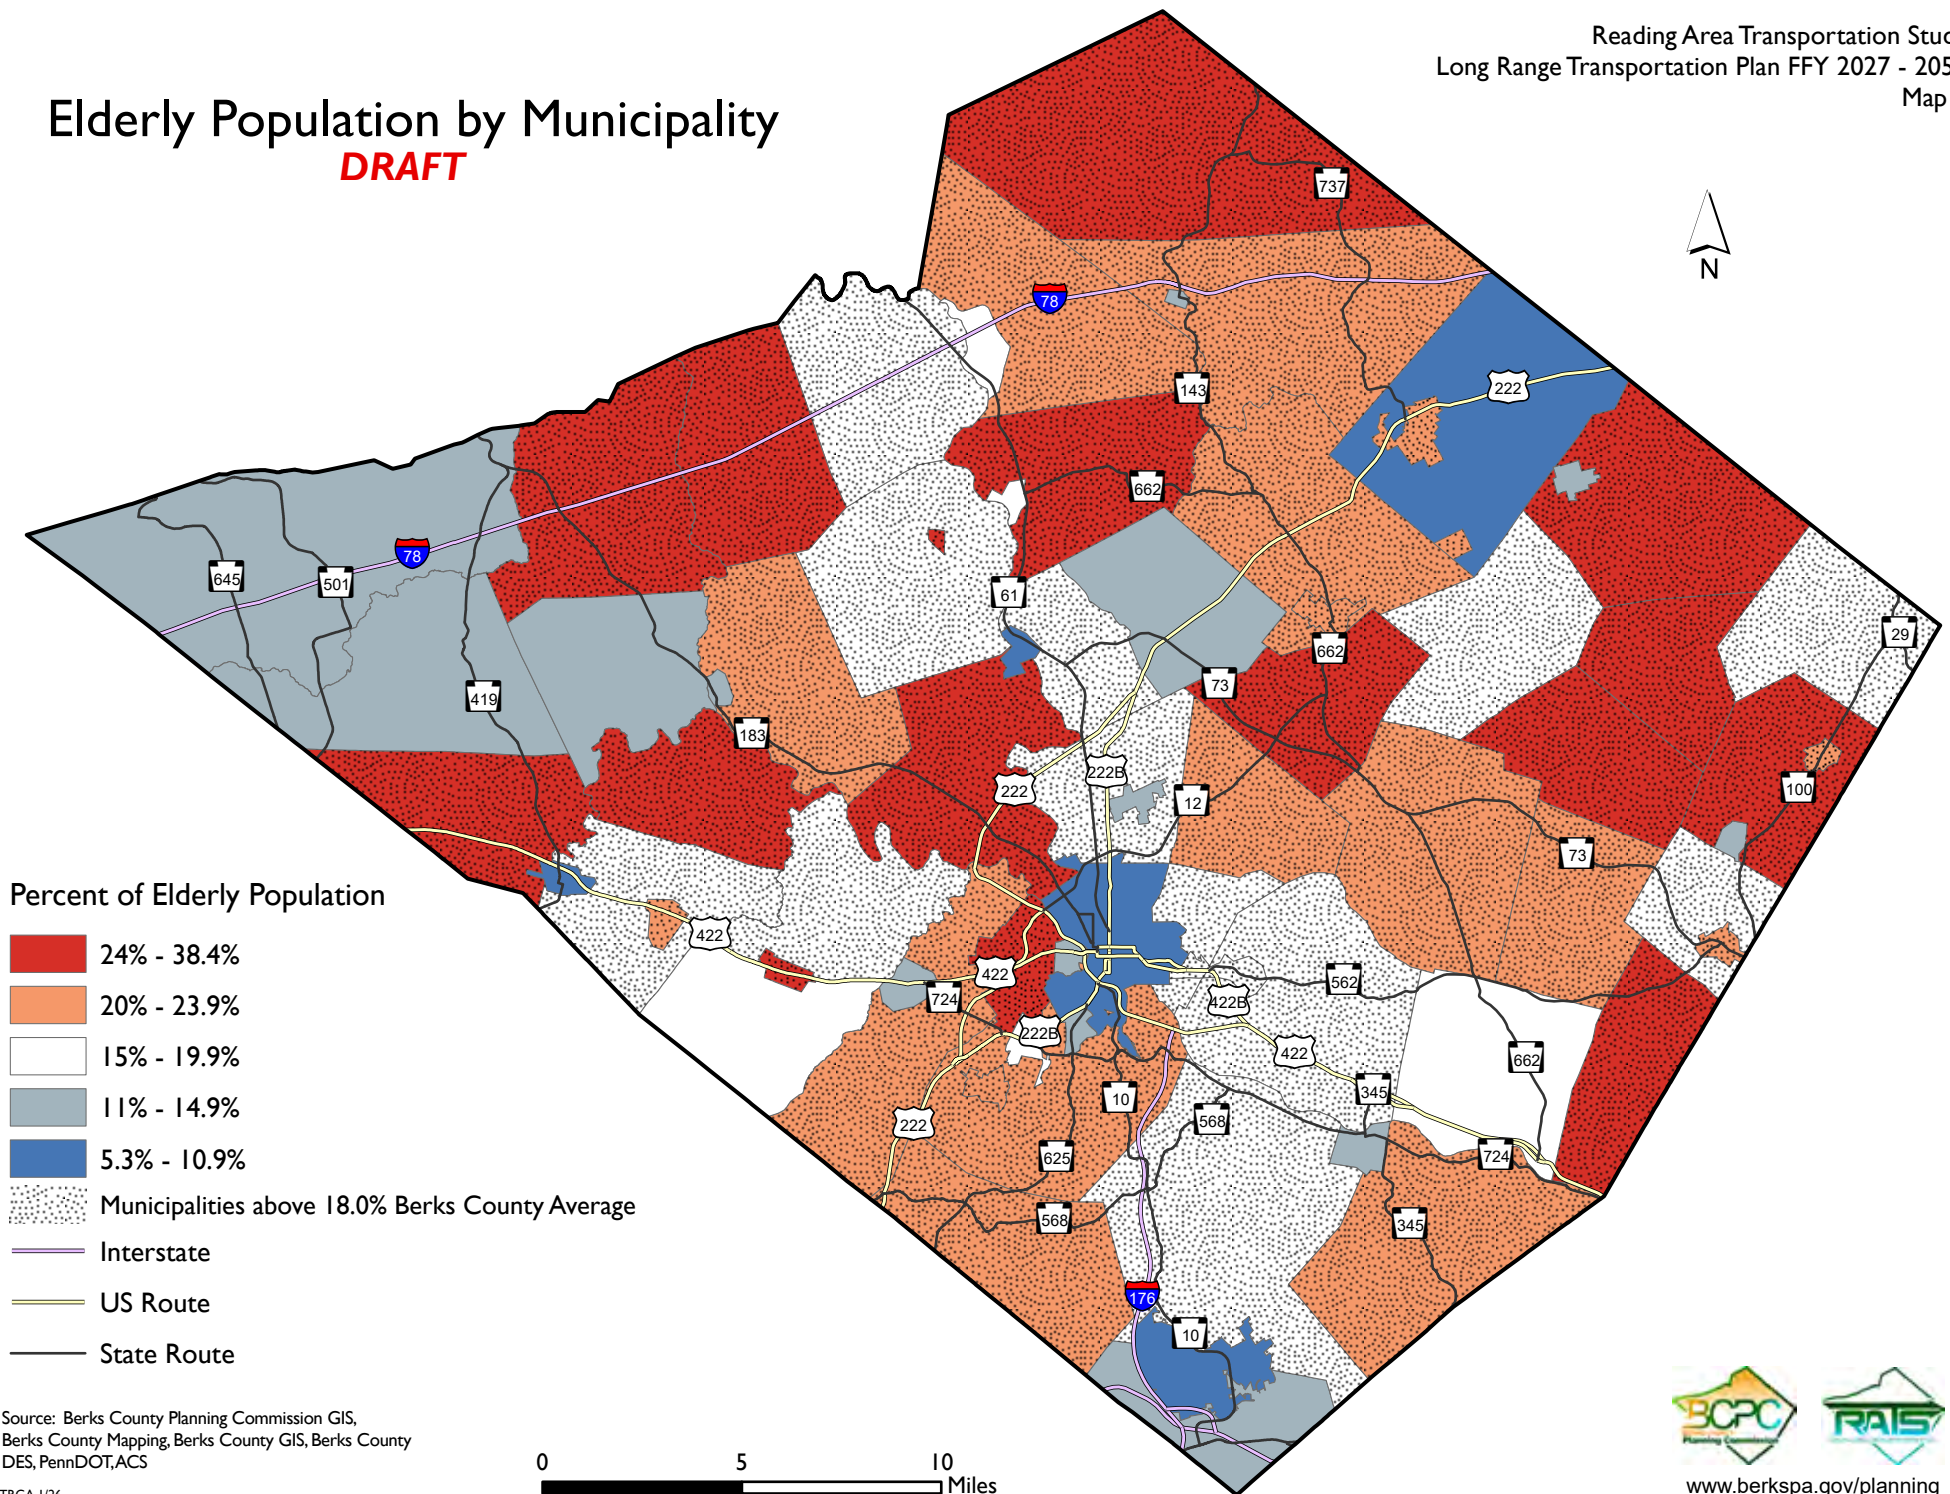 Reading Area Transportation Stud
Long Range Transportation Plan FFY 2027 - 205
Map
Elderly Population by Municipality
DRAFT
N
737
78
143
222
662
78
645
501
61
29
662
419
73
183
222B
222
12
100
73
422
422
724
562
422B
222B
422
662
345
10
568
222
625
724
568
345
176
10
Percent of Elderly Population
24% - 38.4%
20% - 23.9%
15% - 19.9%
11% - 14.9%
5.3% - 10.9%
Municipalities above 18.0% Berks County Average
Interstate
US Route
State Route
Source: Berks County Planning Commission GIS,
Berks County Mapping, Berks County GIS, Berks County
DES, PennDOT, ACS
0 5 10
Miles
BCPC
Planning Commission
RATS
www.berkspa.gov/planning